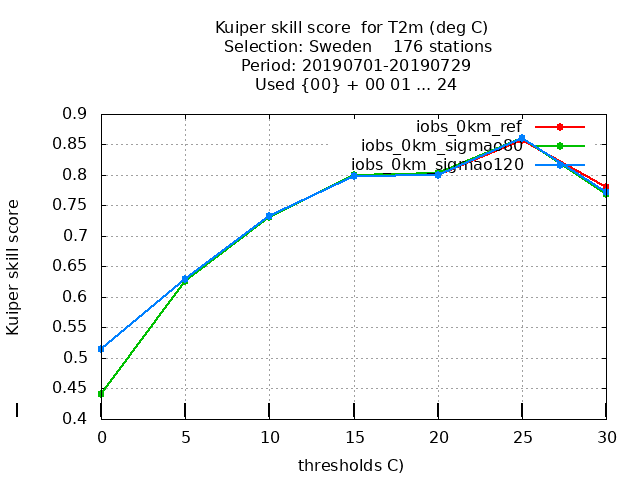 Kuiper skill score  for T2m (deg C)
Selection: Sweden    176 stations
Period: 20190701-20190729
Used {00} + 00 01 ... 24
iobs_0km_ref
iobs_0km_sigmao80
iobs_0km_sigmao120
Kuiper skill score
0.9
0.85
0.8
0.75
0.7
0.65
0.6
0.55
0.5
0.45
0.4
0 5 10 15 20 25 30
thresholds C)